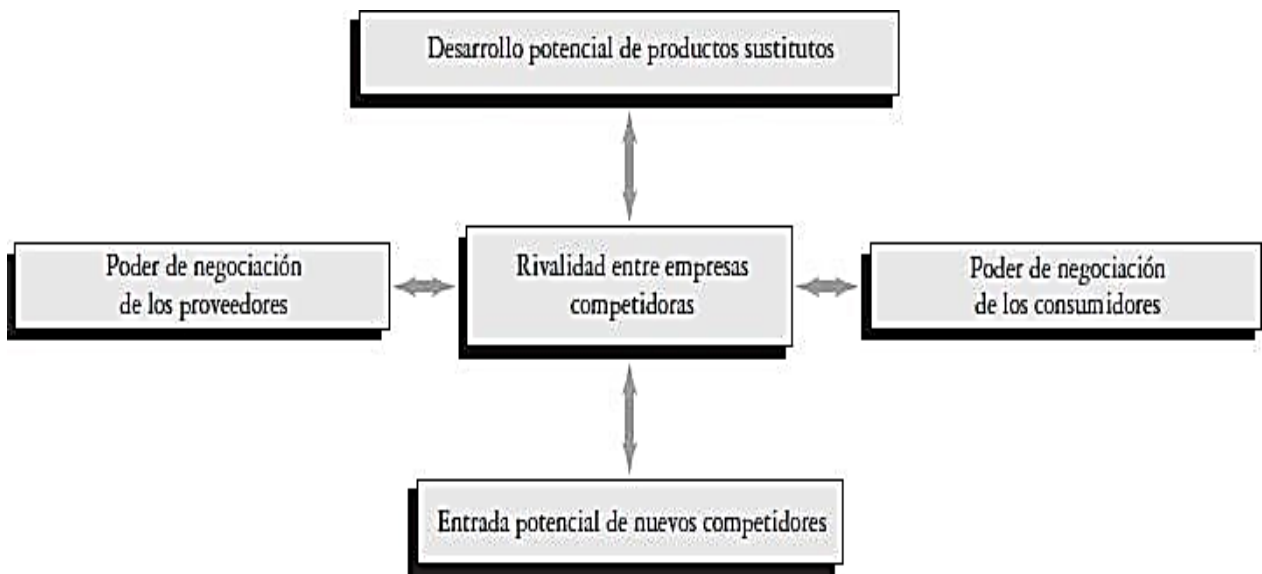 Desarrollo potencial de productos sustitutos
Poder de negociación
de los proveedores
Rivalidad entre empresas
competidoras
Poder de negociación
de los consumidores
Entrada potencial de nuevos competidores